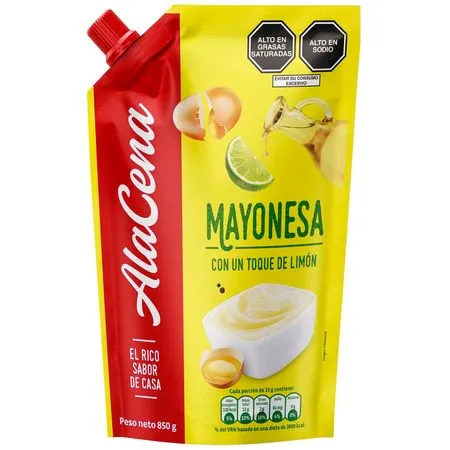 ALTO EN
GRASAS
SATURADAS
ALTO EN
SODIO
EVITAR SU CONSUMO
EXCESIVO
AlaCena
MAYONESA
CON UN TOQUE DE LIMÓN
EL RICO
SABOR
DE CASA
Peso neto 850 g
Cada porción de 15 g contiene:
% del VRN basado en una dieta de 2000 kcal.